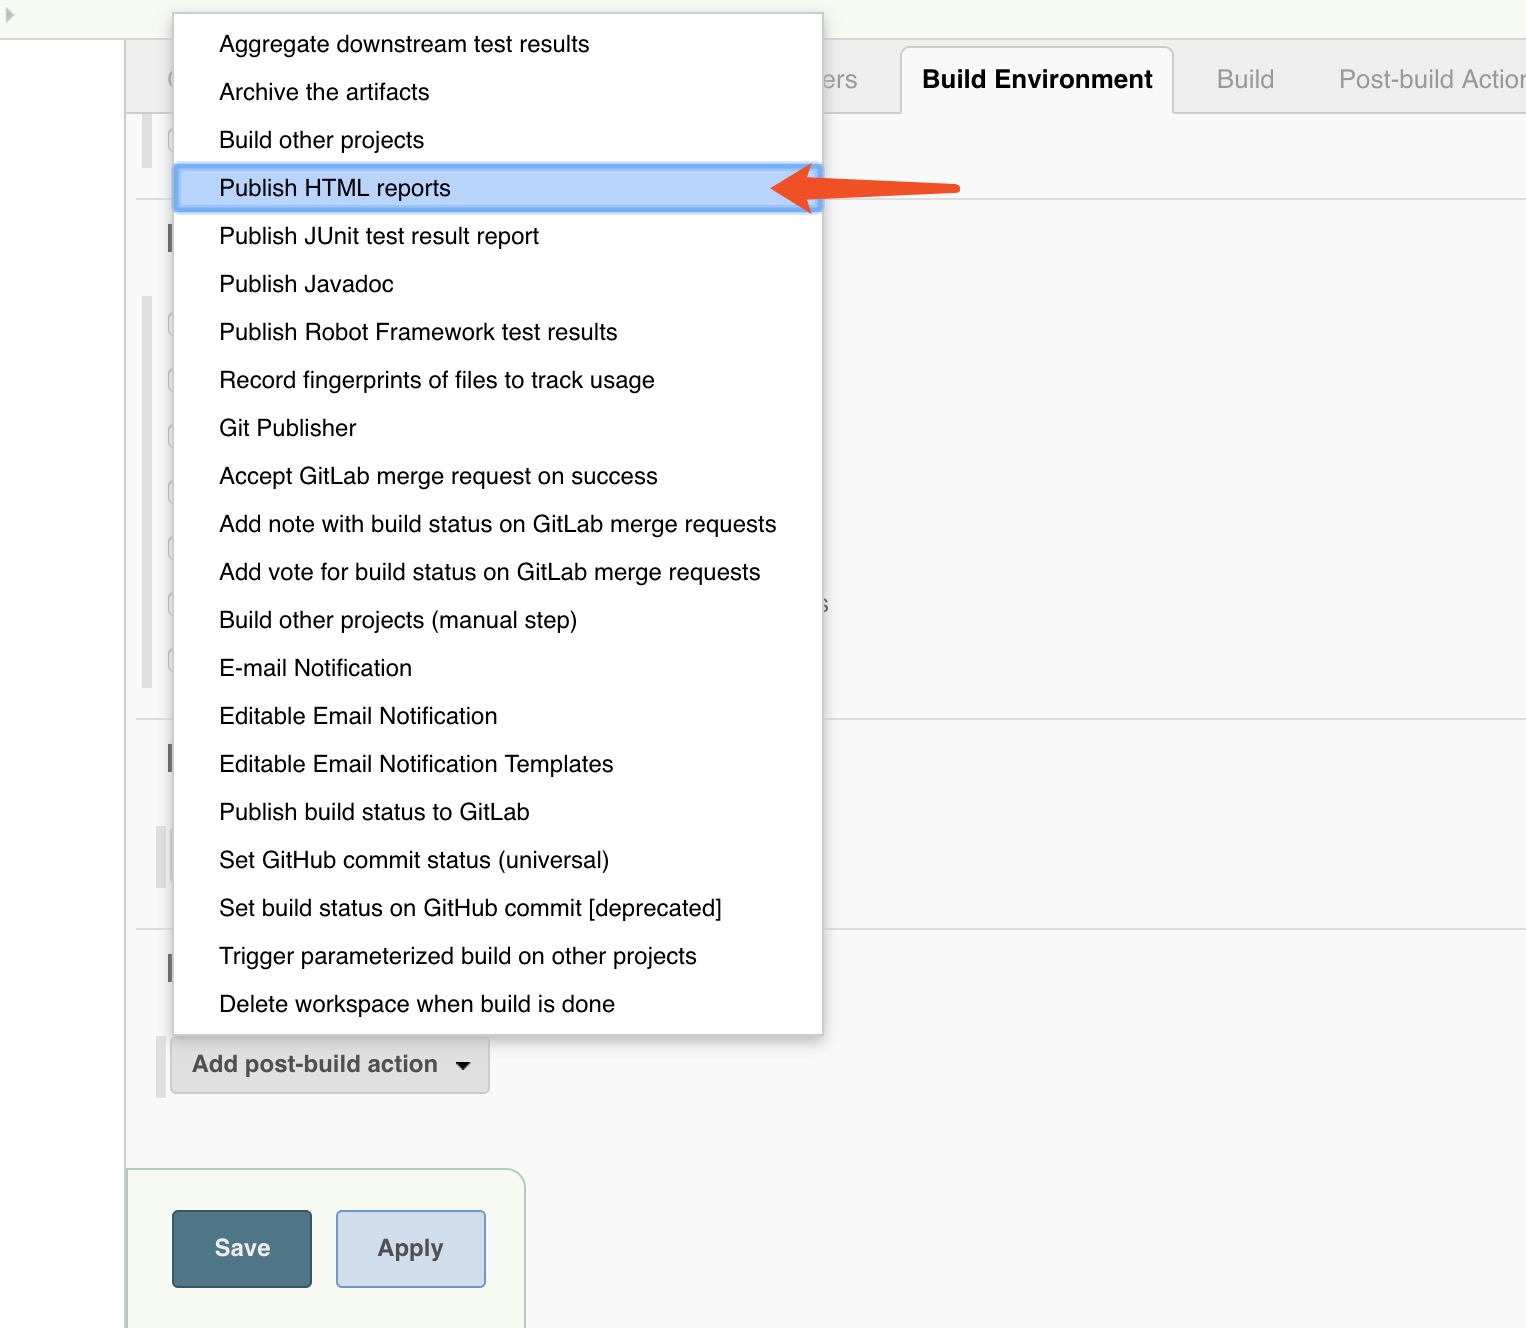 Build Environment
Build
Aggregate downstream test results
Archive the artifacts
Build other projects
Publish HTML reports
Publish JUnit test result report
Publish Javadoc
Publish Robot Framework test results
Record fingerprints of files to track usage
Git Publisher
Accept GitLab merge request on success
Add note with build status on GitLab merge requests
Add vote for build status on GitLab merge requests
Build other projects (manual step)
E-mail Notification
Editable Email Notification
Editable Email Notification Templates
Publish build status to GitLab
Set GitHub commit status (universal)
Set build status on GitHub commit [deprecated]
Trigger parameterized build on other projects
Delete workspace when build is done
Add post-build action
Save
Apply